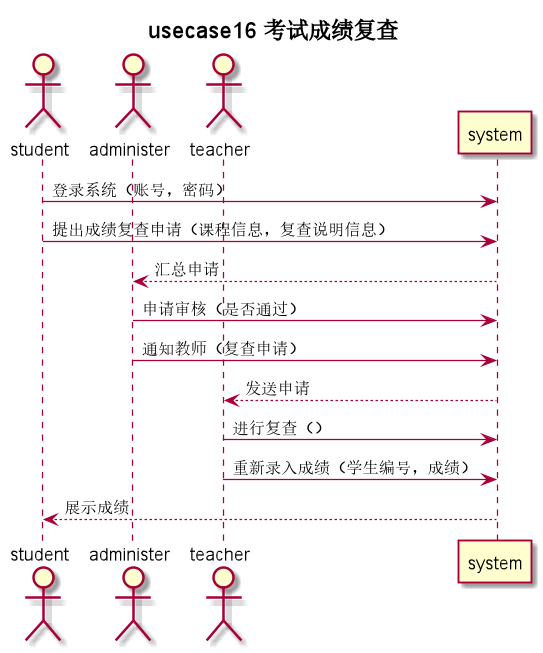 usecase16 考试成绩复查
student administer teacher system
登录系统（账号，密码）
提出成绩复查申请（课程信息，复查说明信息）
汇总申请
申请审核（是否通过）
通知教师（复查申请）
发送申请
进行复查（）
重新录入成绩（学生编号，成绩）
展示成绩
student administer teacher system